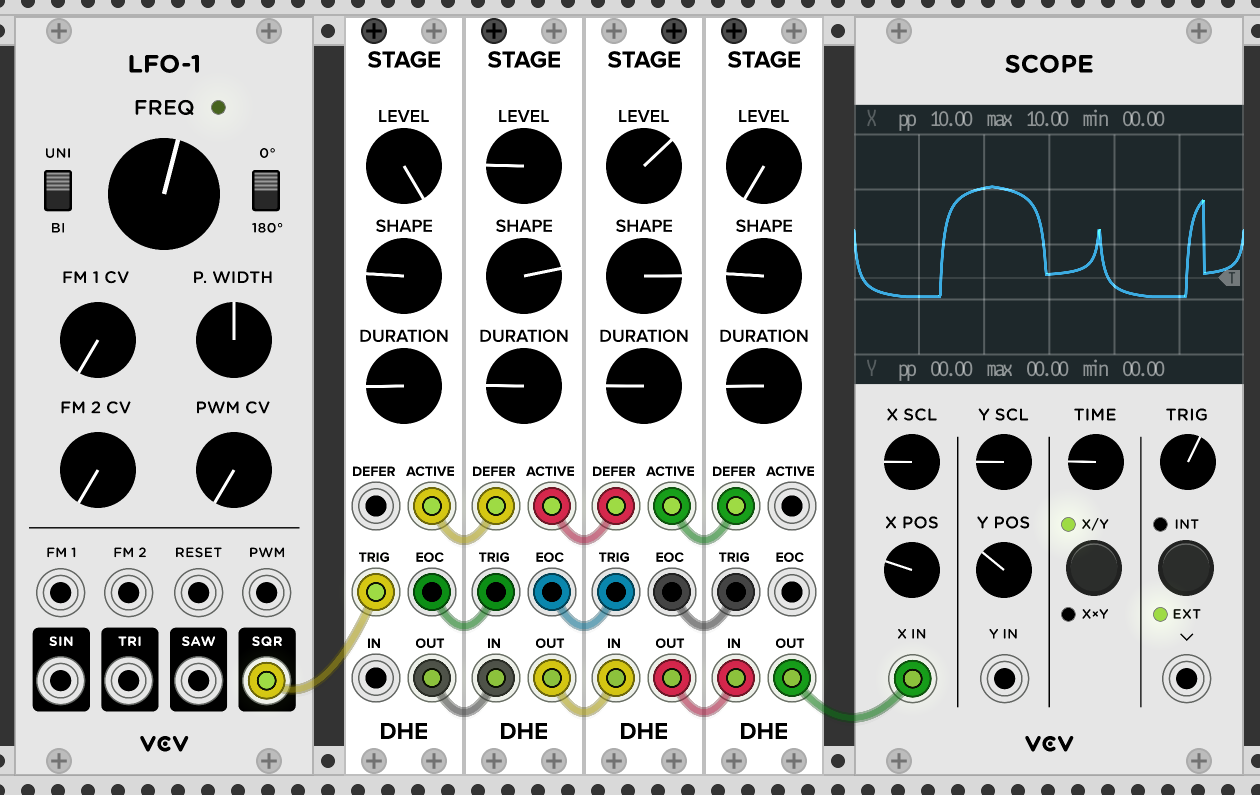 LFO-1
FREQ
UNI
0°
BI
180°
FM 1 CV
P. WIDTH
FM 2 CV
PWM CV
FM 1
FM 2
RESET
PWM
SIN
TRI
SAW
SQR
VCV
STAGE
LEVEL
SHAPE
DURATION
DEFER
ACTIVE
TRIG
EOC
IN
OUT
DHE
STAGE
LEVEL
SHAPE
DURATION
DEFER
ACTIVE
TRIG
EOC
IN
OUT
DHE
STAGE
LEVEL
SHAPE
DURATION
DEFER
ACTIVE
TRIG
EOC
IN
OUT
DHE
STAGE
LEVEL
SHAPE
DURATION
DEFER
ACTIVE
TRIG
EOC
IN
OUT
DHE
SCOPE
X pp 10.00 max 10.00 min 00.00
T
Y pp 00.00 max 00.00 min 00.00
X SCL
Y SCL
TIME
TRIG
X POS
Y POS
X/Y
INT
X×Y
EXT
X IN
Y IN
VCV